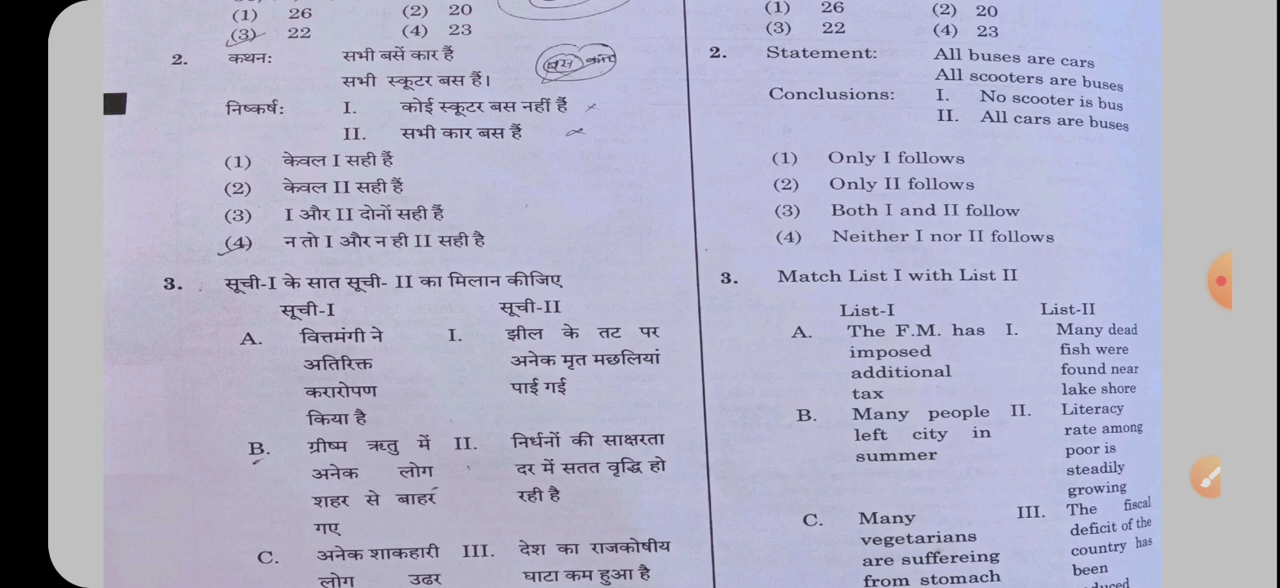 (1) 26 (2) 20
(3) 22 (4) 23
2. कथन: सभी बसें कार हैं
सभी स्कूटर बस हैं।
निष्कर्ष: I. कोई स्कूटर बस नहीं हैं
II. सभी कार बस हैं
(1) केवल I सही हैं
(2) केवल II सही हैं
(3) I और II दोनों सही हैं
(4) न तो I और न ही II सही है
3. सूची-I के सात सूची- II का मिलान कीजिए
सूची-I सूची-II
A. वित्तमंगी ने I. झील के तट पर
अतिरिक्त अनेक मृत मछलियां
करारोपण पाई गई
किया है
B. ग्रीष्म ऋतु में II. निर्धनों की साक्षरता
अनेक लोग दर में सतत वृद्धि हो
शहर से बाहर रही है
गए
C. अनेक शाकहारी III. देश का राजकोषीय
लोग उदर घाटा कम हुआ है
(1) 26 (2) 20
(3) 22 (4) 23
2. Statement: All buses are cars
All scooters are buses
Conclusions: I. No scooter is bus
II. All cars are buses
(1) Only I follows
(2) Only II follows
(3) Both I and II follow
(4) Neither I nor II follows
3. Match List I with List II
List-I List-II
A. The F.M. has I. Many dead
imposed fish were
additional found near
tax lake shore
B. Many people II. Literacy
left city in rate among
summer poor is
steadily
growing
C. Many III. The fiscal
vegetarians deficit of the
are suffereing country has
from stomach been